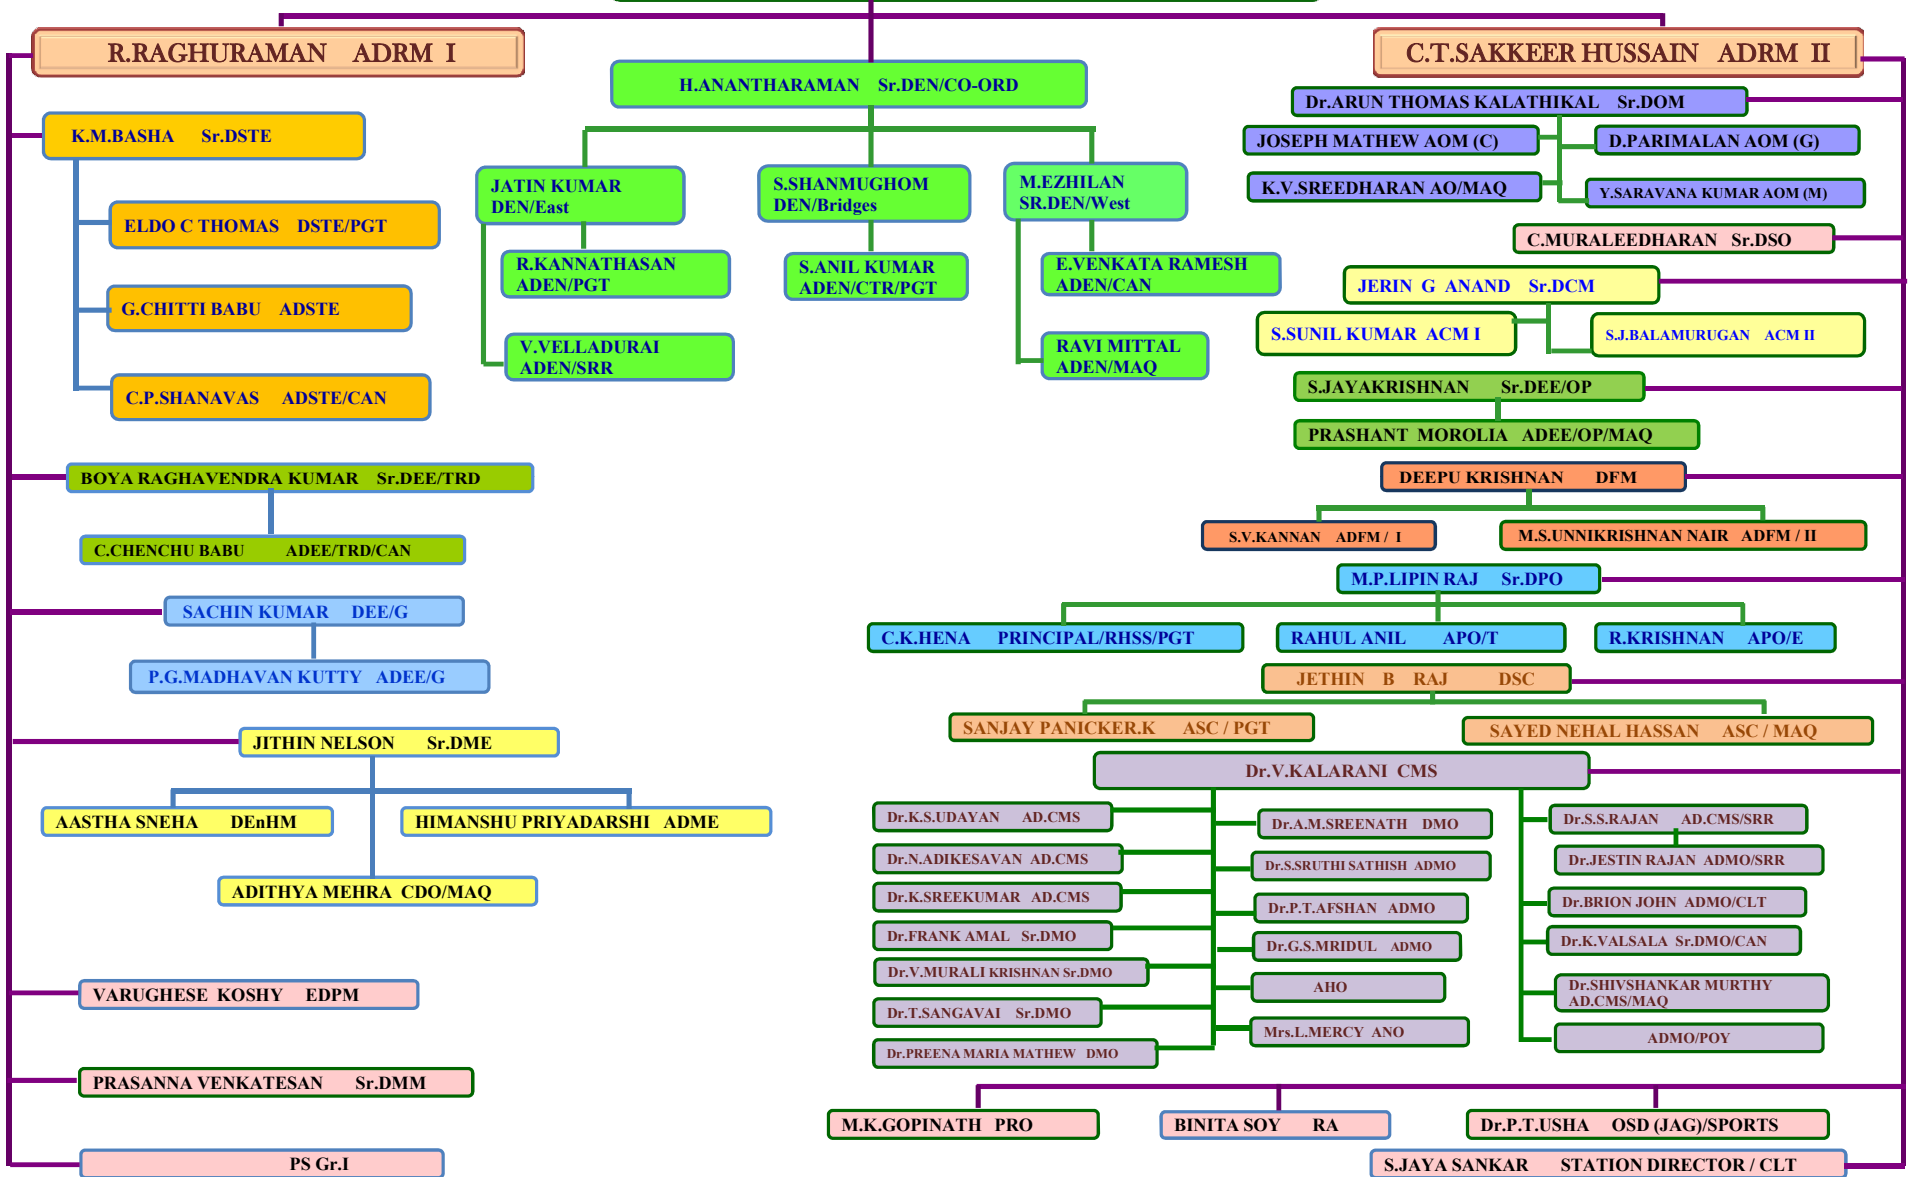 R.RAGHURAMAN ADRM I
C.T.SAKKEER HUSSAIN ADRM II
H.ANANTHARAMAN Sr.DEN/CO-ORD
K.M.BASHA Sr.DSTE
ELDO C THOMAS DSTE/PGT
G.CHITTI BABU ADSTE
C.P.SHANAVAS ADSTE/CAN
BOYA RAGHAVENDRA KUMAR Sr.DEE/TRD
C.CHENCHU BABU ADEE/TRD/CAN
SACHIN KUMAR DEE/G
P.G.MADHAVAN KUTTY ADEE/G
JITHIN NELSON Sr.DME
AASTHA SNEHA DEnHM
HIMANSHU PRIYADARSHI ADME
ADITHYA MEHRA CDO/MAQ
VARUGHESE KOSHY EDPM
PRASANNA VENKATESAN Sr.DMM
PS Gr.I
JATIN KUMAR
DEN/East
R.KANNATHASAN
ADEN/PGT
V.VELLADURAI
ADEN/SRR
S.SHANMUGHOM
DEN/Bridges
S.ANIL KUMAR
ADEN/CTR/PGT
M.EZHILAN
SR.DEN/West
E.VENKATA RAMESH
ADEN/CAN
RAVI MITTAL
ADEN/MAQ
Dr.ARUN THOMAS KALATHIKAL Sr.DOM
JOSEPH MATHEW AOM (C)
D.PARIMALAN AOM (G)
K.V.SREEDHARAN AO/MAQ
Y.SARAVANA KUMAR AOM (M)
C.MURALEEDHARAN Sr.DSO
JERIN G ANAND Sr.DCM
S.SUNIL KUMAR ACM I
S.J.BALAMURUGAN ACM II
S.JAYAKRISHNAN Sr.DEE/OP
PRASHANT MOROLIA ADEE/OP/MAQ
DEEPU KRISHNAN DFM
S.V.KANNAN ADFM / I
M.S.UNNIKRISHNAN NAIR ADFM / II
M.P.LIPIN RAJ Sr.DPO
C.K.HENA PRINCIPAL/RHSS/PGT
RAHUL ANIL APO/T
R.KRISHNAN APO/E
JETHIN B RAJ DSC
SANJAY PANICKER.K ASC / PGT
SAYED NEHAL HASSAN ASC / MAQ
Dr.V.KALARANI CMS
Dr.K.S.UDAYAN AD.CMS
Dr.N.ADIKESAVAN AD.CMS
Dr.K.SREEKUMAR AD.CMS
Dr.FRANK AMAL Sr.DMO
Dr.V.MURALI KRISHNAN Sr.DMO
Dr.T.SANGAVAI Sr.DMO
Dr.PREENA MARIA MATHEW DMO
Dr.A.M.SREENATH DMO
Dr.S.SRUTHI SATHISH ADMO
Dr.P.T.AFSHAN ADMO
Dr.G.S.MRIDUL ADMO
AHO
Mrs.L.MERCY ANO
Dr.S.S.RAJAN AD.CMS/SRR
Dr.JESTIN RAJAN ADMO/SRR
Dr.BRION JOHN ADMO/CLT
Dr.K.VALSALA Sr.DMO/CAN
Dr.SHIVSHANKAR MURTHY
AD.CMS/MAQ
ADMO/POY
M.K.GOPINATH PRO
BINITA SOY RA
Dr.P.T.USHA OSD (JAG)/SPORTS
S.JAYA SANKAR STATION DIRECTOR / CLT